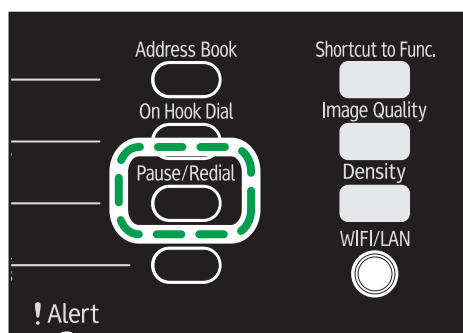 Address Book
Shortcut to Func.
On Hook Dial
Image Quality
Pause/Redial
Density
WIFI/LAN
! Alert